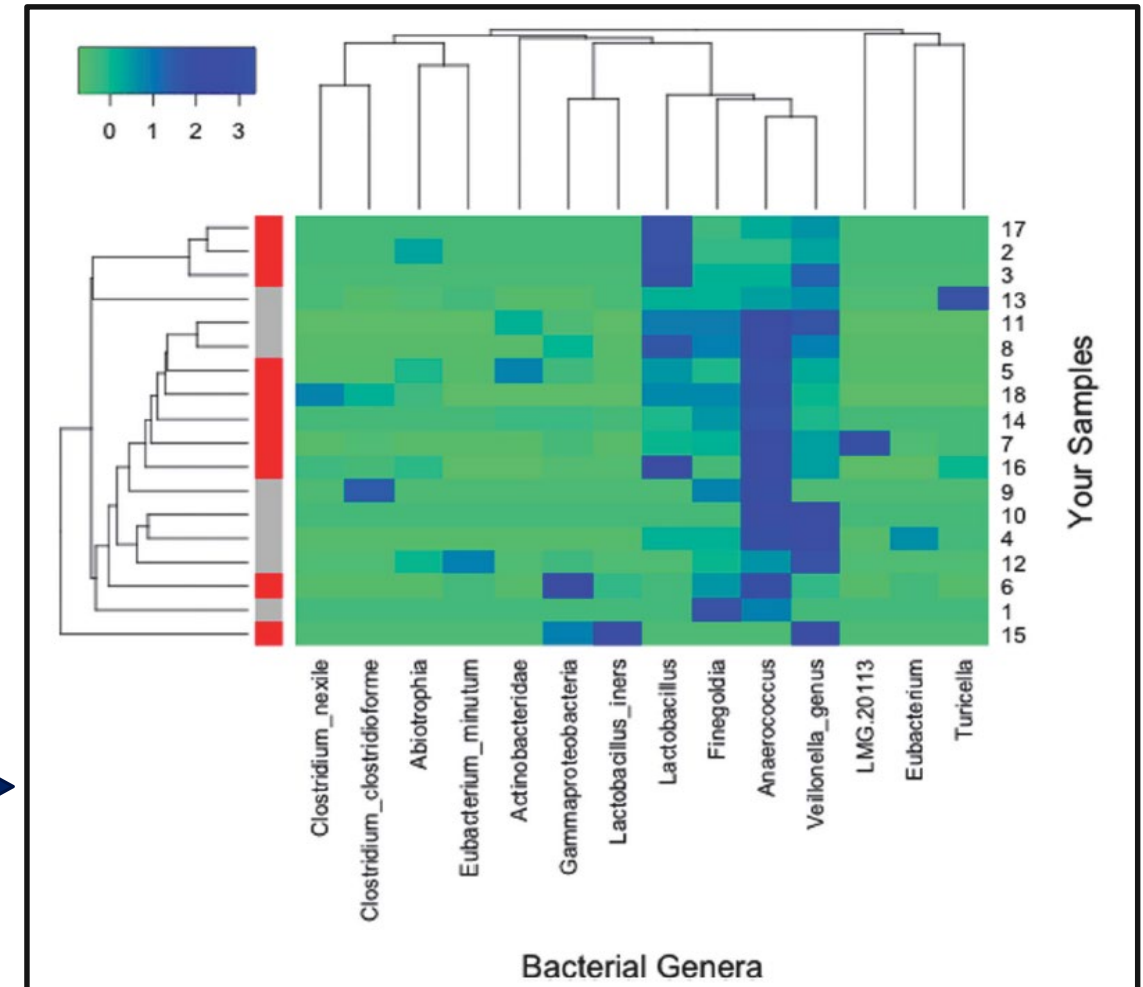 0 1 2 3
17
2
3
13
11
8
5
18
14
7
16
9
10
4
12
6
1
15
Your Samples
Clostridium_nexile
Clostridium_clostridioforme
Abiotrophia
Eubacterium_minutum
Actinobacteridae
Gammaproteobacteria
Lactobacillus_iners
Lactobacillus
Finegoldia
Anaerococcus
Veillonella_genus
LMG.20113
Eubacterium
Turicella
Bacterial Genera